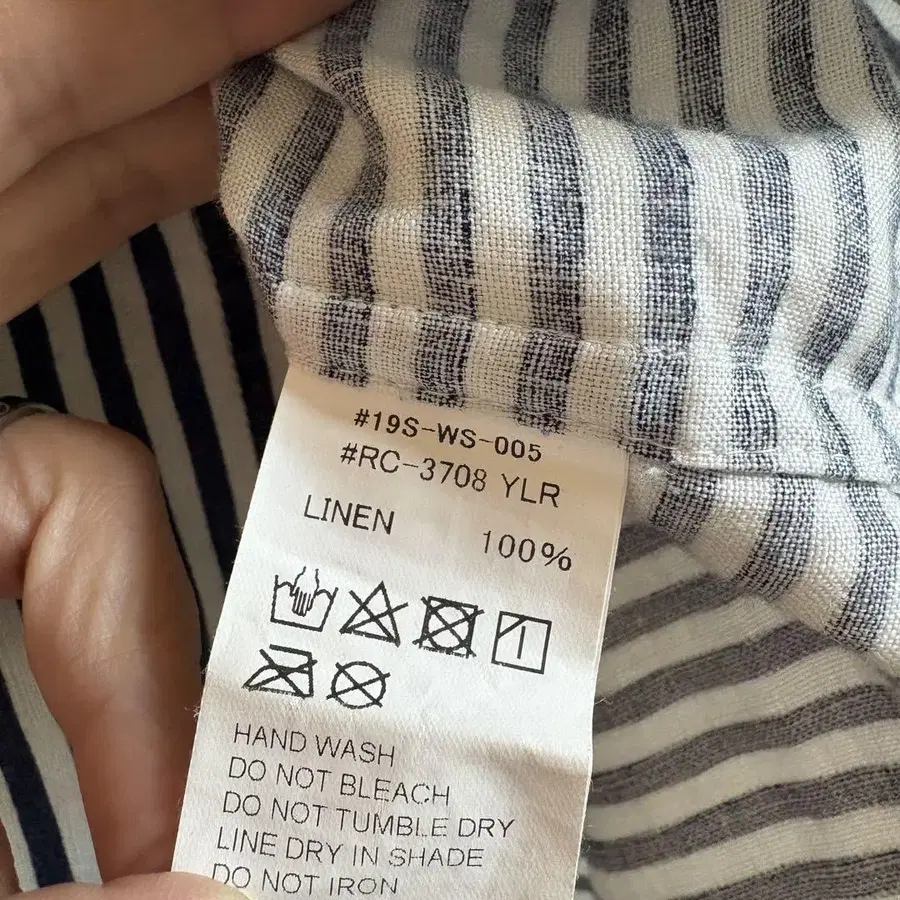 #19S-WS-005
#RC-3708 YLR
LINEN 100%
HAND WASH
DO NOT BLEACH
DO NOT TUMBLE DRY
LINE DRY IN SHADE
DO NOT IRON